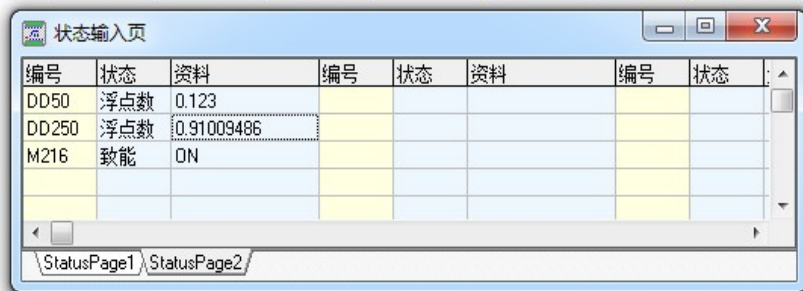 状态输入页
编号 状态 资料 编号 状态 资料 编号 状态
DD50 浮点数 0.123
DD250 浮点数 0.91009486
M216 致能 ON
StatusPage1 StatusPage2